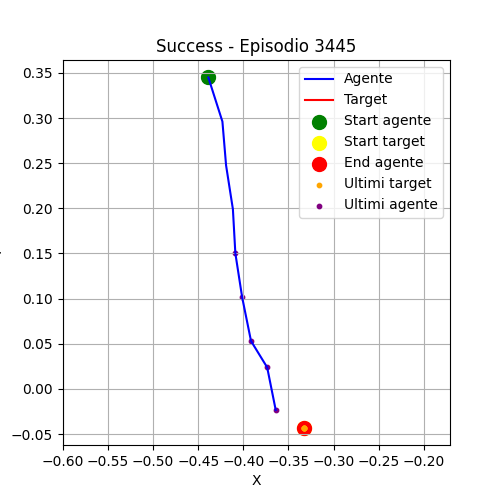 Success - Episodio 3445
Agente
Target
Start agente
Start target
End agente
Ultimi target
Ultimi agente
0.35
0.30
0.25
0.20
0.15
0.10
0.05
0.00
−0.05
−0.60 −0.55 −0.50 −0.45 −0.40 −0.35 −0.30 −0.25 −0.20
X